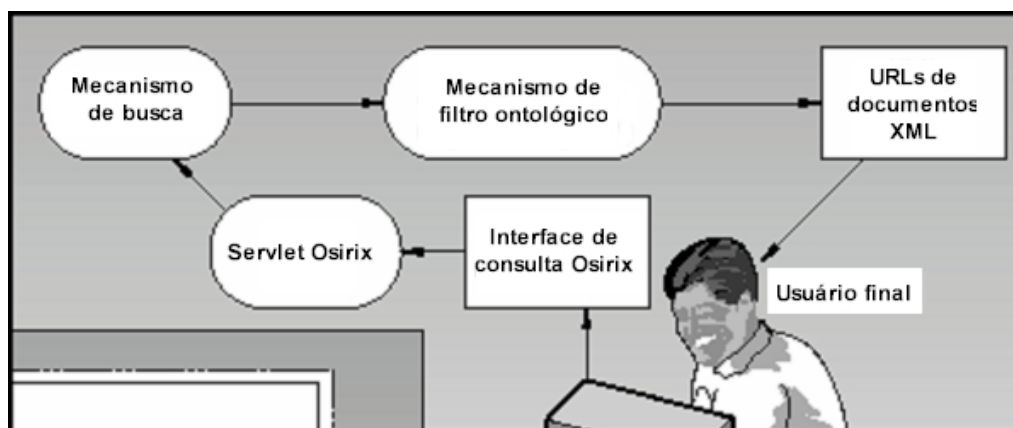 Mecanismo
de busca
Mecanismo de
filtro ontológico
URLs de
documentos
XML
Servlet Osirix
Interface de
consulta Osirix
Usuário final